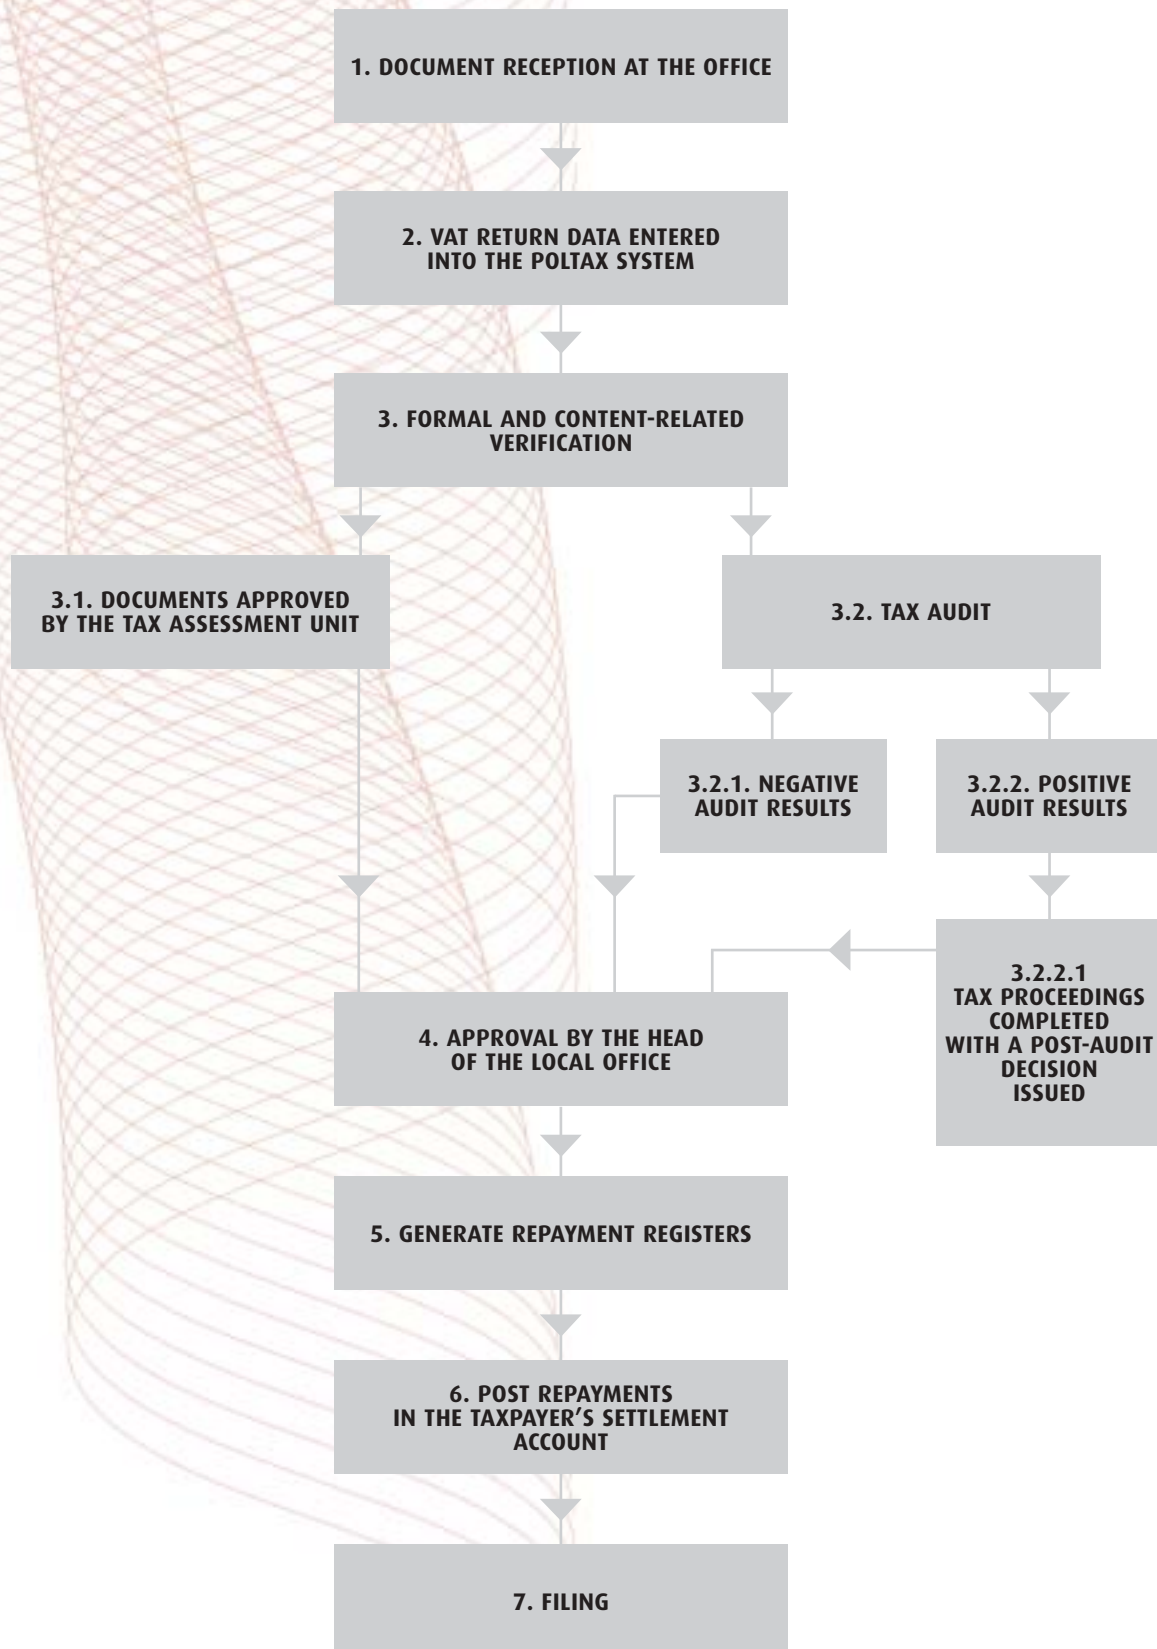 1. DOCUMENT RECEPTION AT THE OFFICE
2. VAT RETURN DATA ENTERED
INTO THE POLTAX SYSTEM
3. FORMAL AND CONTENT-RELATED
VERIFICATION
3.1. DOCUMENTS APPROVED
BY THE TAX ASSESSMENT UNIT
3.2. TAX AUDIT
3.2.1. NEGATIVE
AUDIT RESULTS
3.2.2. POSITIVE
AUDIT RESULTS
3.2.2.1
TAX PROCEEDINGS
COMPLETED
WITH A POST-AUDIT
DECISION
ISSUED
4. APPROVAL BY THE HEAD
OF THE LOCAL OFFICE
5. GENERATE REPAYMENT REGISTERS
6. POST REPAYMENTS
IN THE TAXPAYER'S SETTLEMENT
ACCOUNT
7. FILING